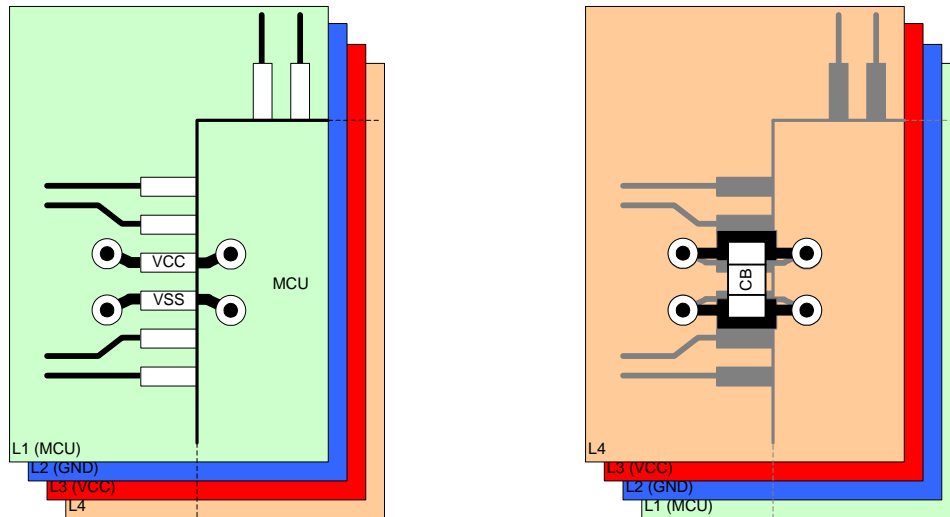 VCC
VSS
MCU
L1 (MCU)
L2 (GND)
L3 (VCC)
L4
CB
L4
L3 (VCC)
L2 (GND)
L1 (MCU)